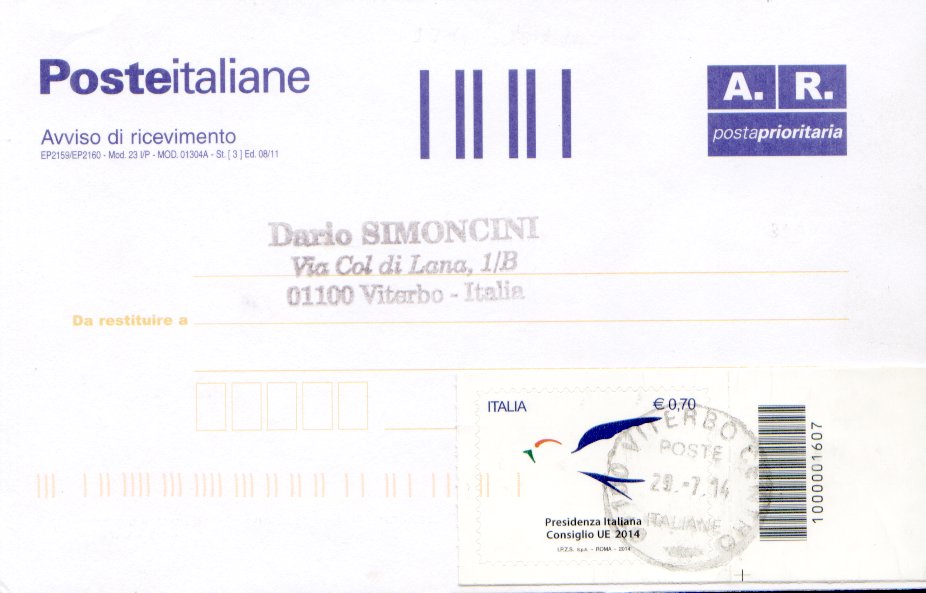 Posteitaliane
A. R.
postaprioritaria
Avviso di ricevimento
EP2159/EP2160 - Mod. 23 I/P - MOD. 01304A - St. [ 3 ] Ed. 08/11
Dario SIMONCINI
Via Col di Lana, 1/B
01100 Viterbo - Italia
Da restituire a
ITALIA
€ 0,70
VITERBO CENTRO
POSTE
29.-7.14
ITALIANE
Presidenza Italiana
Consiglio UE 2014
I.P.Z.S. S.p.A. - ROMA - 2014
1000001607